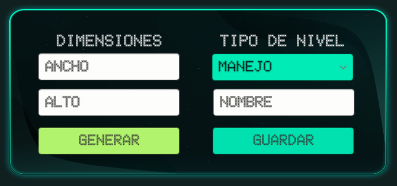 DIMENSIONES
ANCHO
ALTO
GENERAR
TIPO DE NIVEL
MANEJO
NOMBRE
GUARDAR